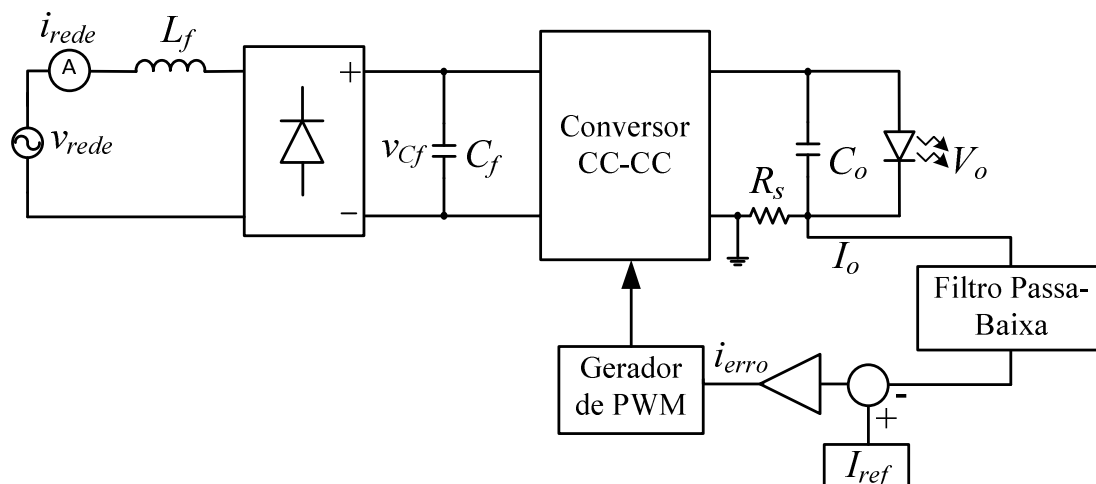 i_rede
L_f
A
v_rede
+
−
v_Cf
C_f
Conversor
CC-CC
R_s
C_o
V_o
I_o
Filtro Passa-
Baixa
i_erro
Gerador
de PWM
-
+
I_ref